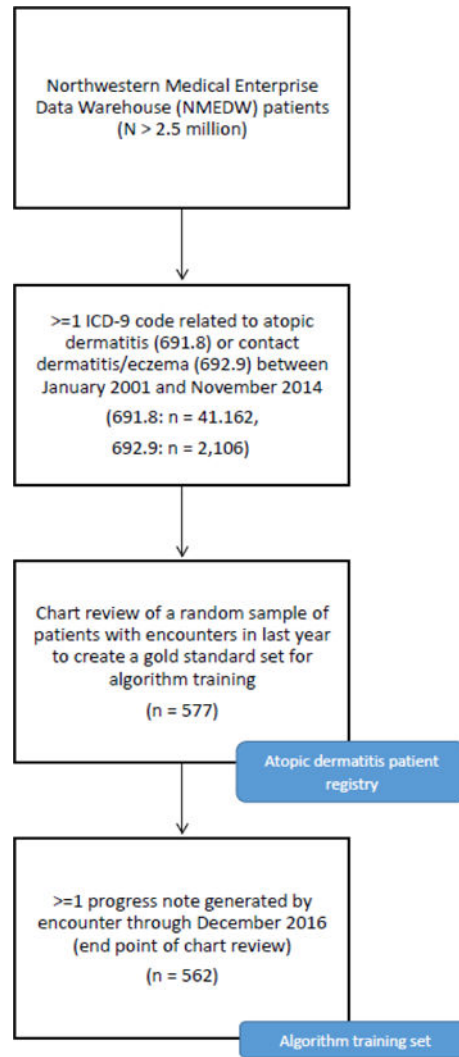 Northwestern Medical Enterprise
Data Warehouse (NMEDW) patients
(N > 2.5 million)
>=1 ICD-9 code related to atopic
dermatitis (691.8) or contact
dermatitis/eczema (692.9) between
January 2001 and November 2014
(691.8: n = 41.162,
692.9: n = 2,106)
Chart review of a random sample of
patients with encounters in last year
to create a gold standard set for
algorithm training
(n = 577)
Atopic dermatitis patient
registry
>=1 progress note generated by
encounter through December 2016
(end point of chart review)
(n = 562)
Algorithm training set